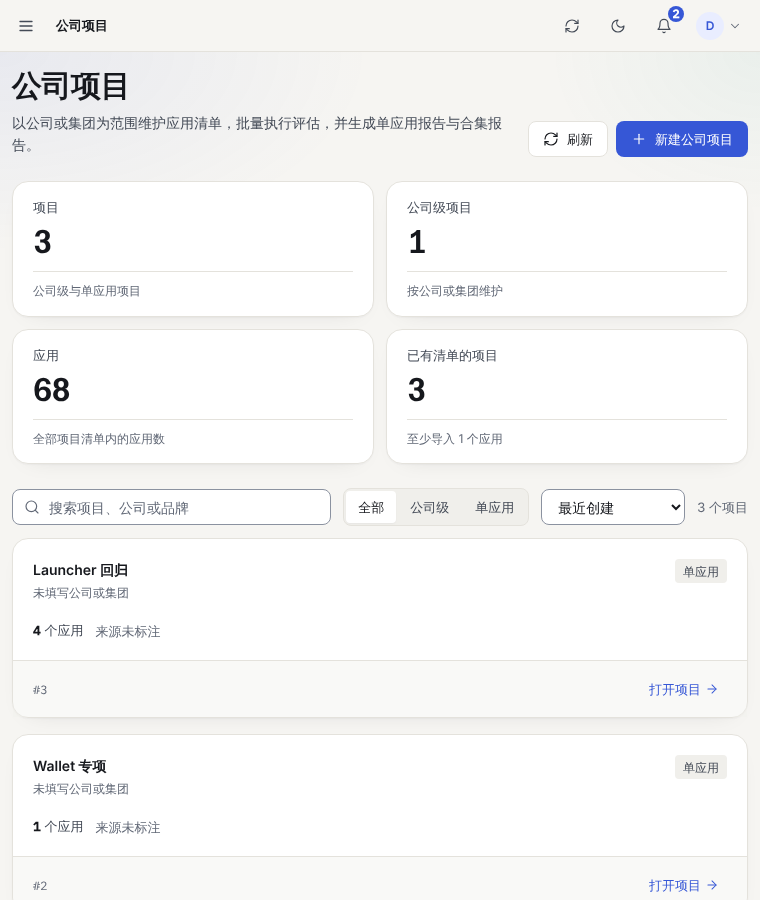 公司项目
2
D
公司项目
以公司或集团为范围维护应用清单，批量执行评估，并生成单应用报告与合集报
告。
刷新
新建公司项目
项目
3
公司级与单应用项目
公司级项目
1
按公司或集团维护
应用
68
全部项目清单内的应用数
已有清单的项目
3
至少导入 1 个应用
搜索项目、公司或品牌
全部
公司级
单应用
最近创建
3 个项目
Launcher 回归
单应用
未填写公司或集团
4 个应用 来源未标注
#3
打开项目
Wallet 专项
单应用
未填写公司或集团
1 个应用 来源未标注
#2
打开项目